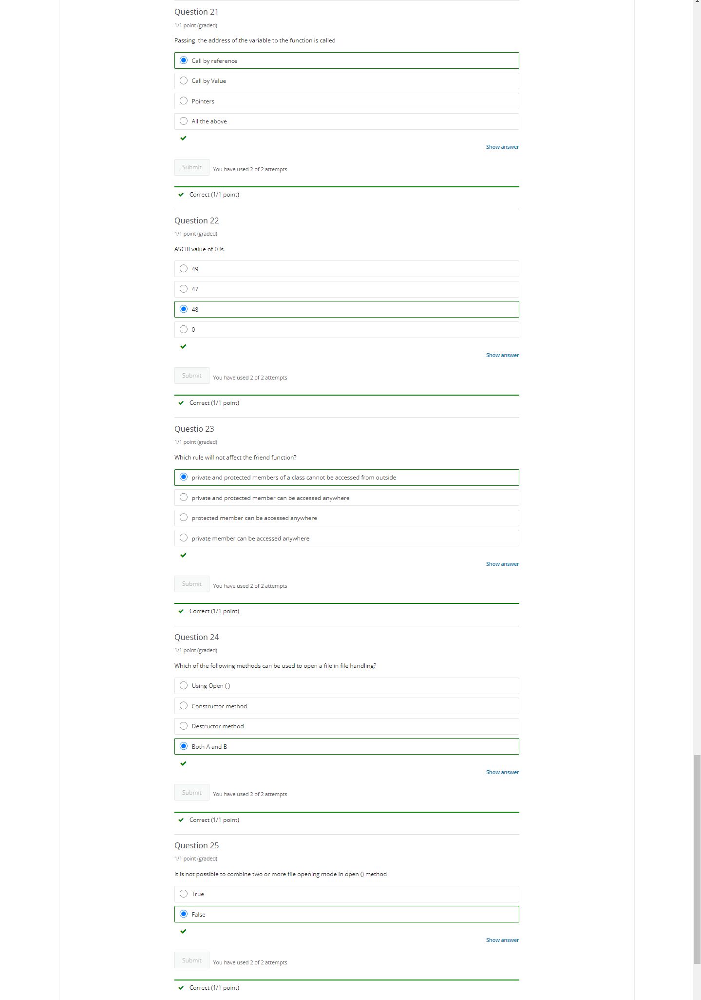 Question 21
1/1 point (graded)
Passing  the address of the variable to the function is called
Call by reference
Call by Value
Pointers
All the above
Show answer
Submit You have used 2 of 2 attempts
Correct (1/1 point)
Question 22
1/1 point (graded)
ASCIII value of 0 is
49
47
48
0
Show answer
Submit You have used 2 of 2 attempts
Correct (1/1 point)
Questio 23
1/1 point (graded)
Which rule will not affect the friend function?
private and protected members of a class cannot be accessed from outside
private and protected member can be accessed anywhere
protected member can be accessed anywhere
private member can be accessed anywhere
Show answer
Submit You have used 2 of 2 attempts
Correct (1/1 point)
Question 24
1/1 point (graded)
Which of the following methods can be used to open a file in file handling?
Using Open ( )
Constructor method
Destructor method
Both A and B
Show answer
Submit You have used 2 of 2 attempts
Correct (1/1 point)
Question 25
1/1 point (graded)
It is not possible to combine two or more file opening mode in open () method
True
False
Show answer
Submit You have used 2 of 2 attempts
Correct (1/1 point)